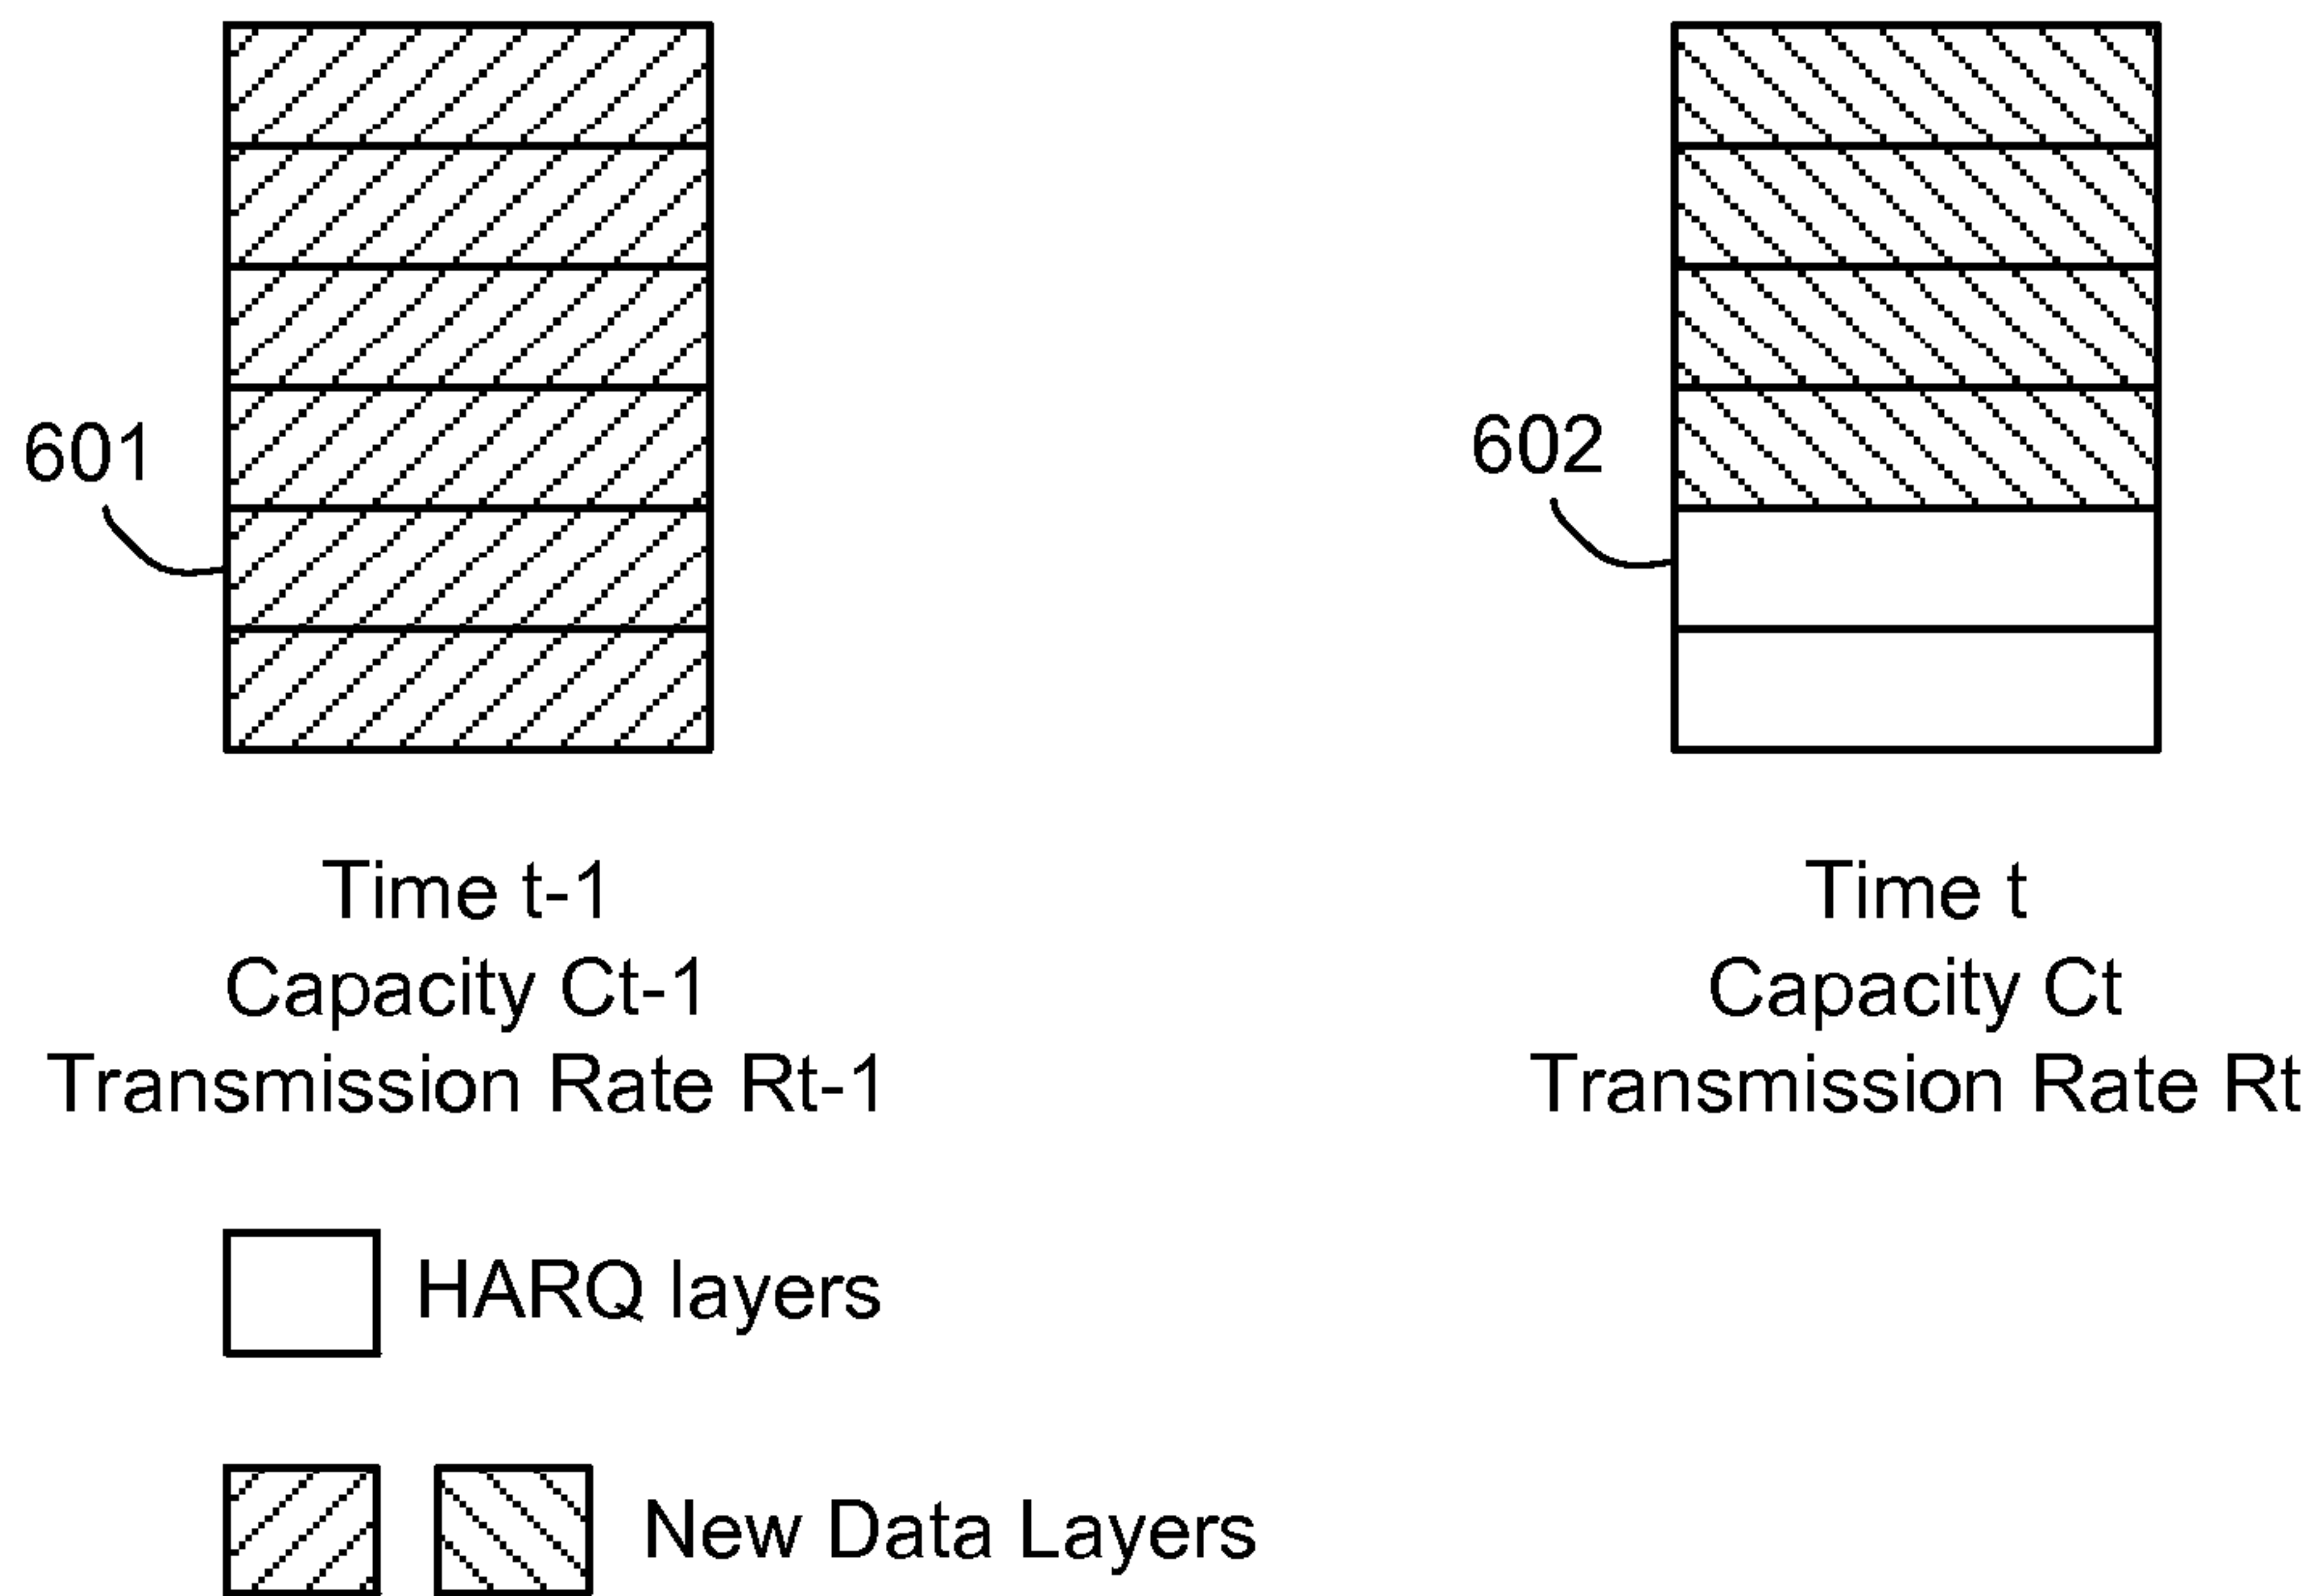 601
602
Time t-1
Capacity Ct-1
Transmission Rate Rt-1
Time t
Capacity Ct
Transmission Rate Rt
HARQ layers
New Data Layers